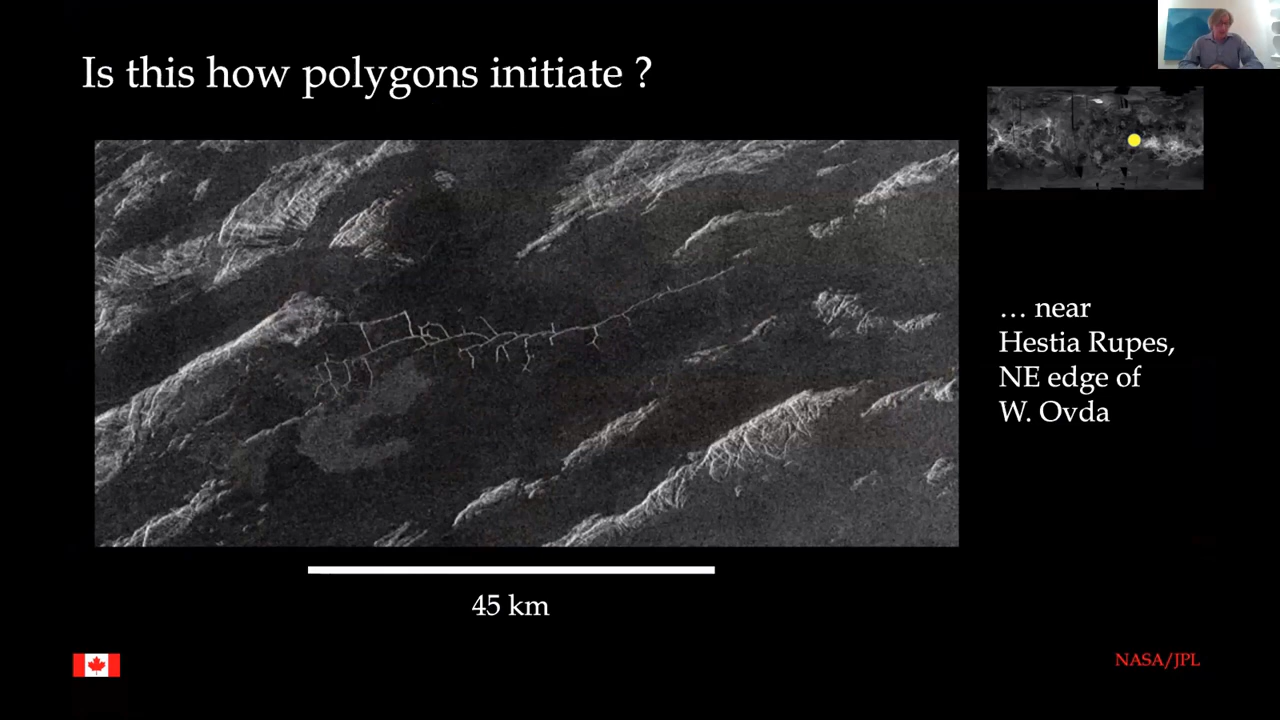 Is this how polygons initiate ?
… near
Hestia Rupes,
NE edge of
W. Ovda
45 km
NASA/JPL